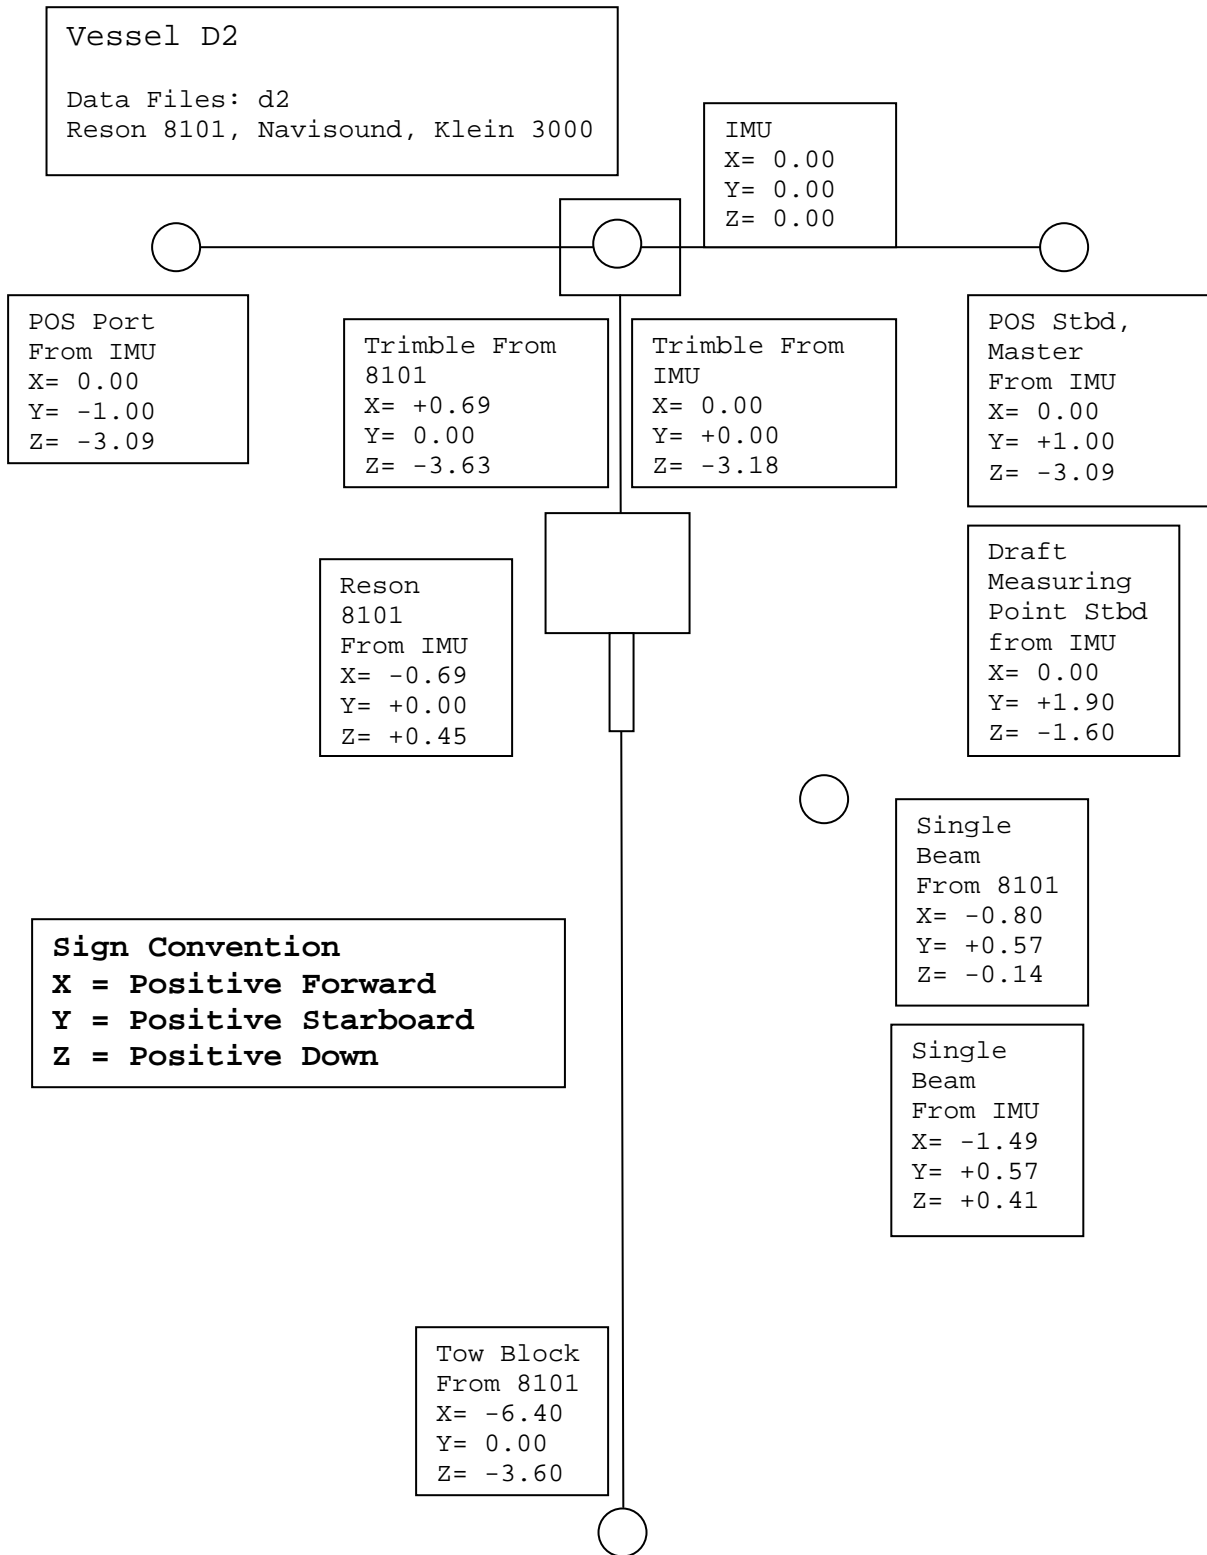 Vessel D2
Data Files: d2
Reson 8101, Navisound, Klein 3000
IMU
X= 0.00
Y= 0.00
Z= 0.00
POS Port
From IMU
X= 0.00
Y= -1.00
Z= -3.09
Trimble From
8101
X= +0.69
Y= 0.00
Z= -3.63
Trimble From
IMU
X= 0.00
Y= +0.00
Z= -3.18
POS Stbd,
Master
From IMU
X= 0.00
Y= +1.00
Z= -3.09
Reson
8101
From IMU
X= -0.69
Y= +0.00
Z= +0.45
Draft
Measuring
Point Stbd
from IMU
X= 0.00
Y= +1.90
Z= -1.60
Single
Beam
From 8101
X= -0.80
Y= +0.57
Z= -0.14
Sign Convention
X = Positive Forward
Y = Positive Starboard
Z = Positive Down
Single
Beam
From IMU
X= -1.49
Y= +0.57
Z= +0.41
Tow Block
From 8101
X= -6.40
Y= 0.00
Z= -3.60